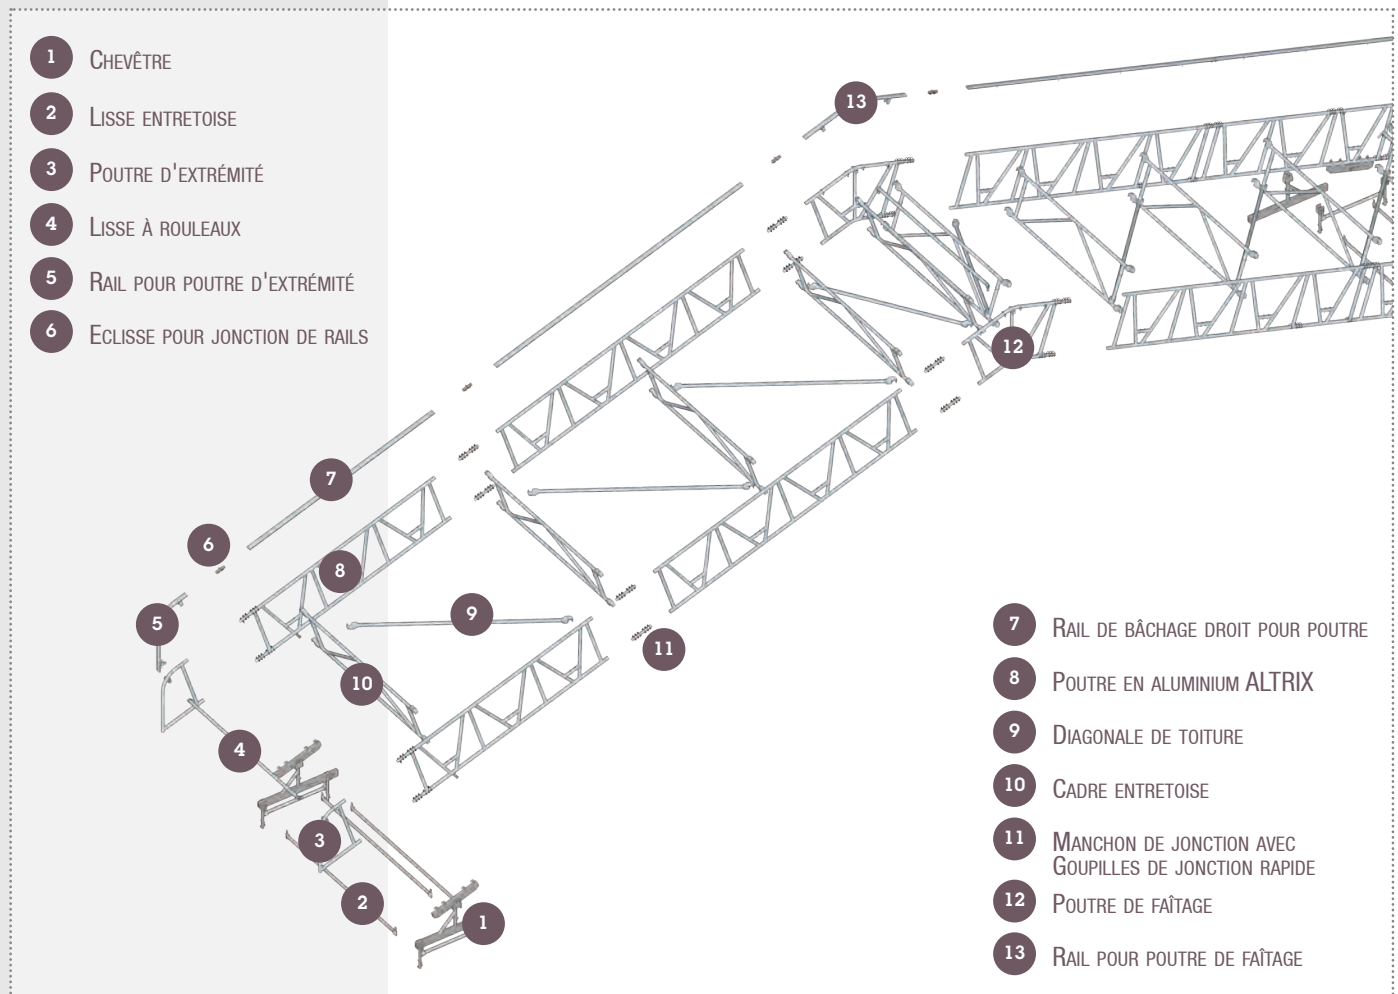 1 Chevêtre
2 Lisse entretoise
3 Poutre d'extrémité
4 Lisse à rouleaux
5 Rail pour poutre d'extrémité
6 Eclisse pour jonction de rails
13
12
7
6
8
5
9
11
10
4
3
2
1
7 Rail de bâchage droit pour poutre
8 Poutre en aluminium ALTRIX
9 Diagonale de toiture
10 Cadre entretoise
11 Manchon de jonction avec
Goupilles de jonction rapide
12 Poutre de faîtage
13 Rail pour poutre de faîtage